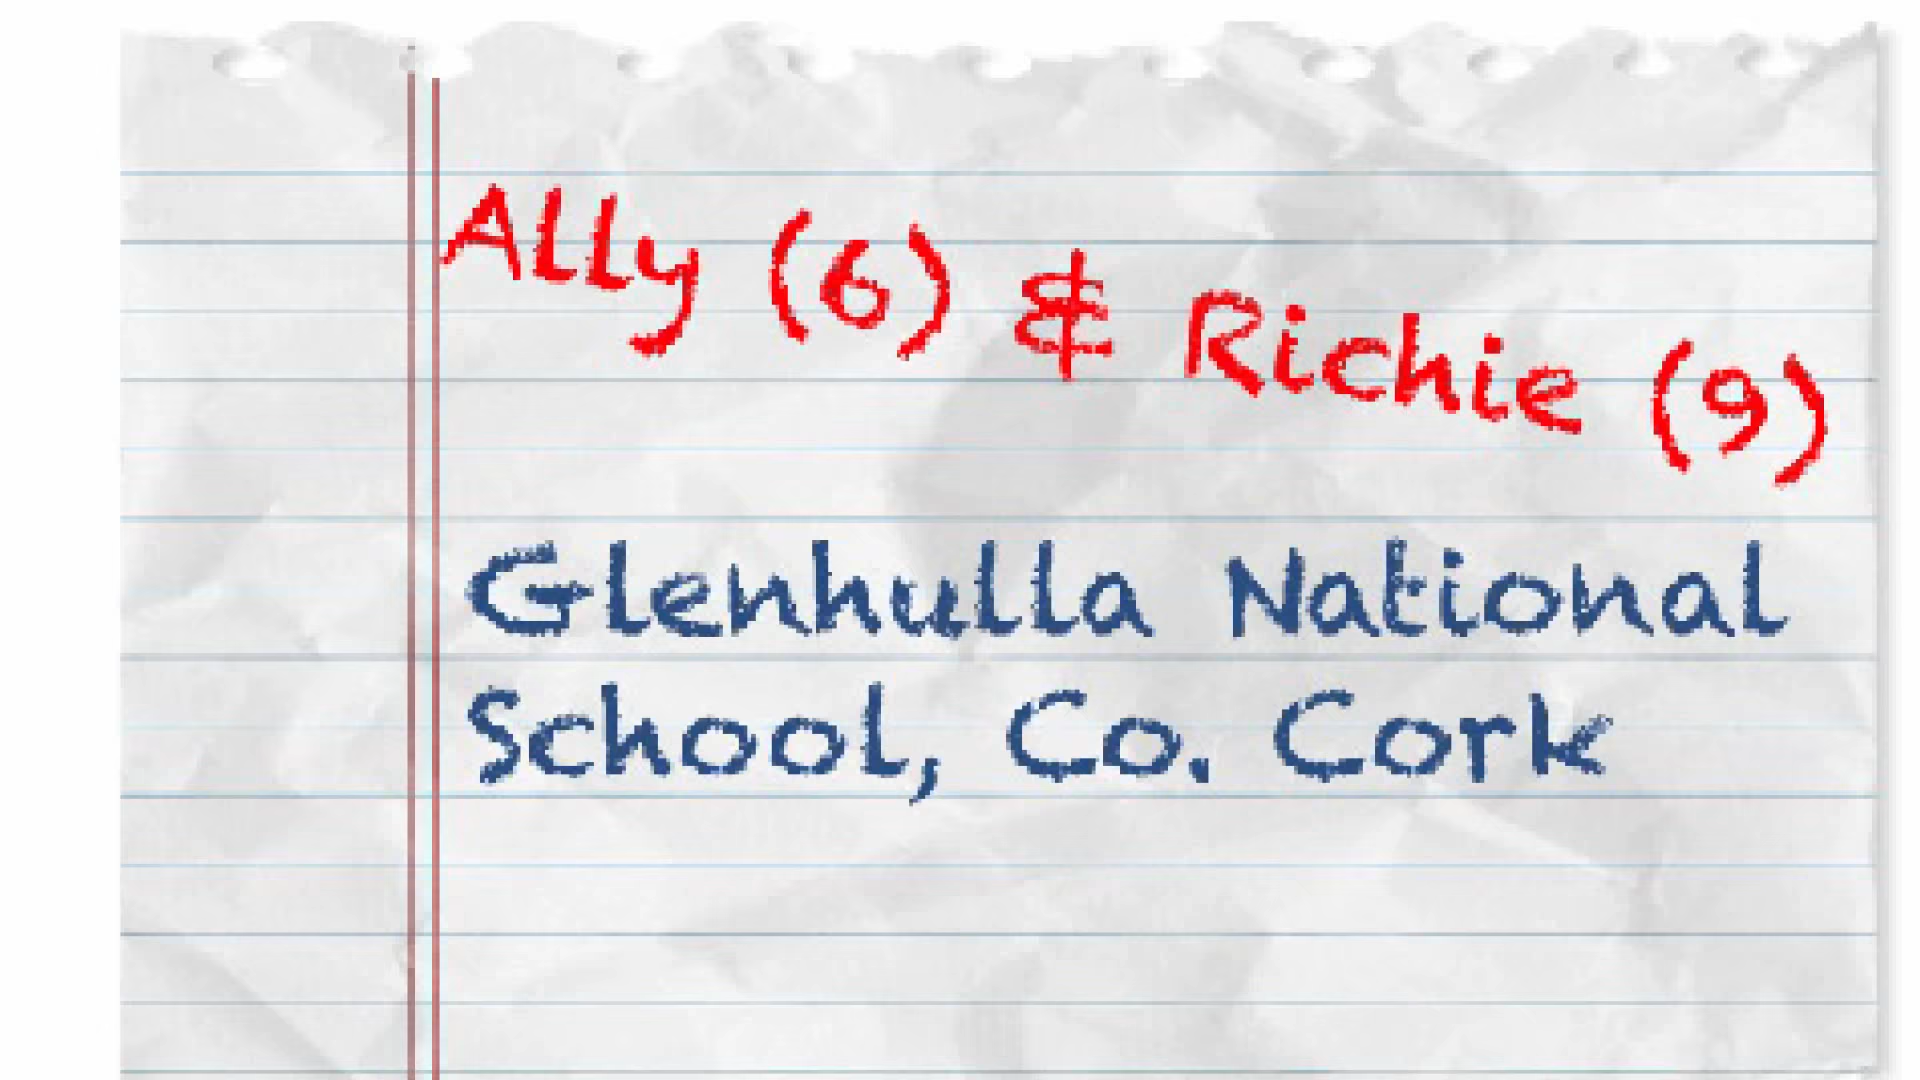 Ally (6) & Richie (9)
Glenhulla National
School, Co. Cork